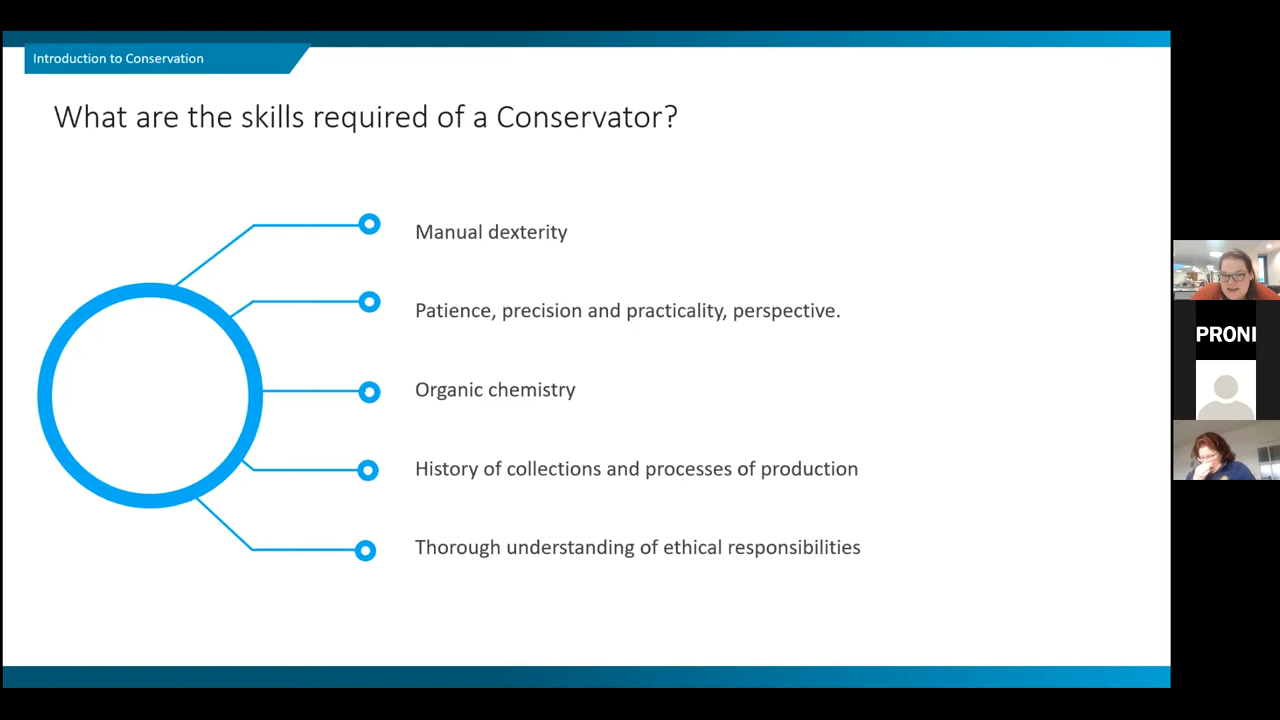 Introduction to Conservation
What are the skills required of a Conservator?
Manual dexterity
Patience, precision and practicality, perspective.
Organic chemistry
History of collections and processes of production
Thorough understanding of ethical responsibilities
PRONI